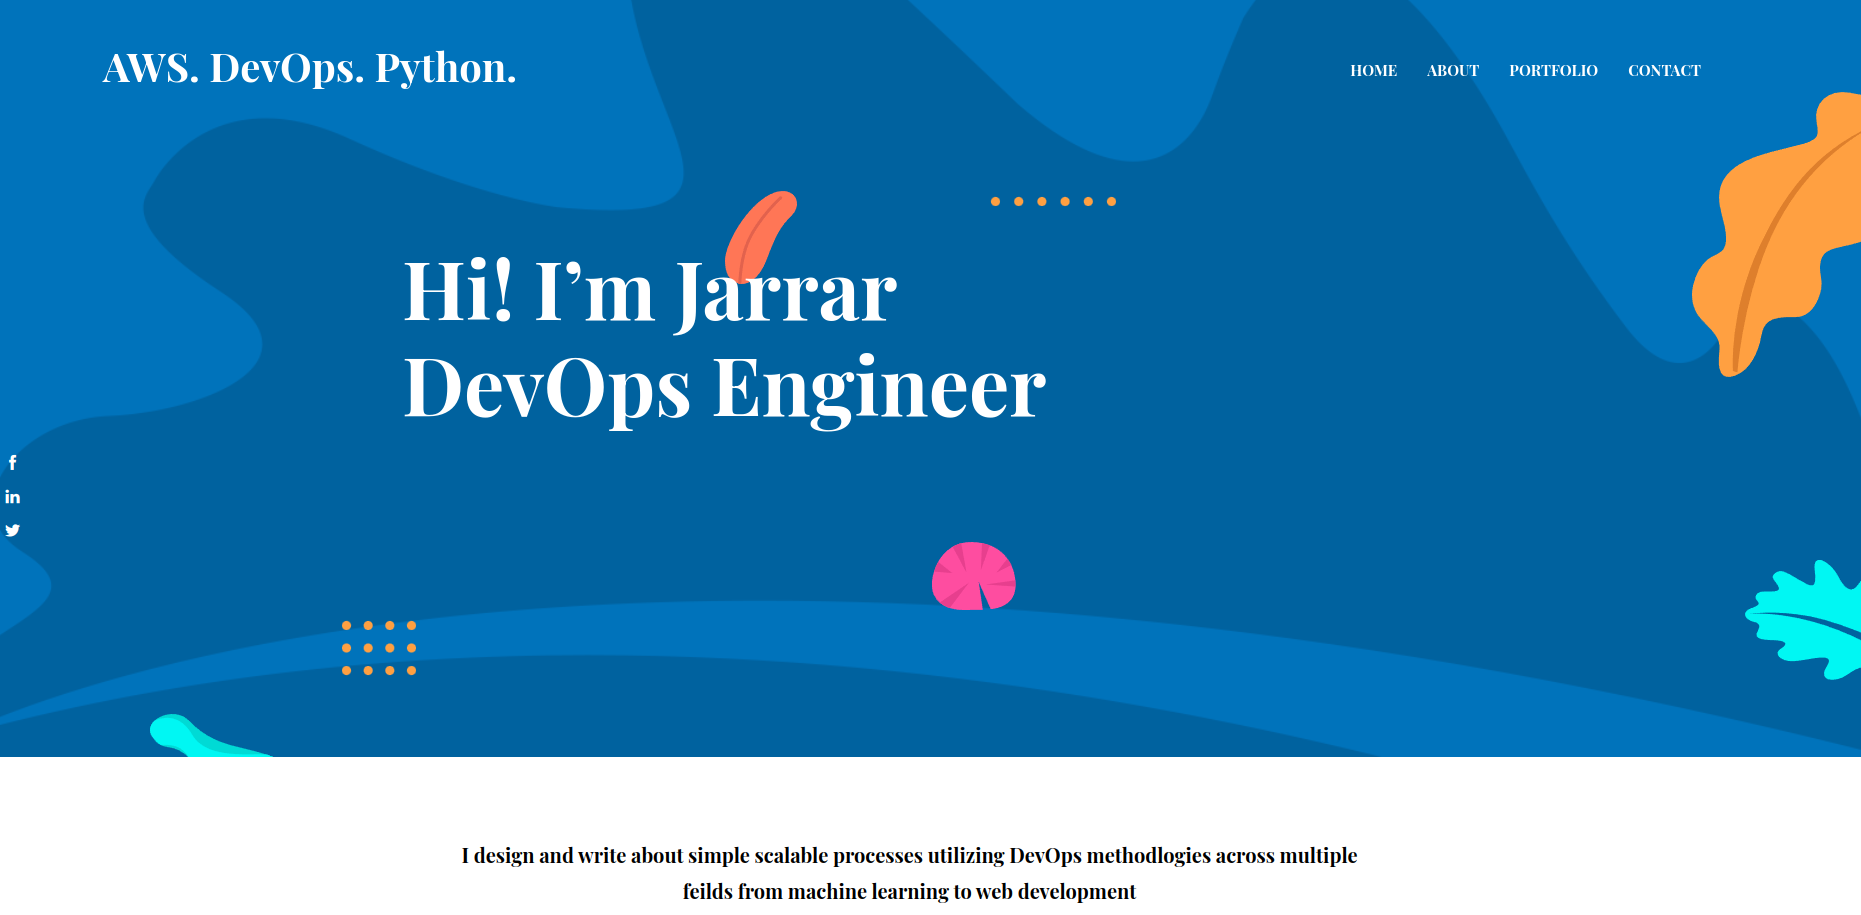 AWS. DevOps. Python.
HOME ABOUT PORTFOLIO CONTACT
Hi! I’m Jarrar
DevOps Engineer
I design and write about simple scalable processes utilizing DevOps methodlogies across multiple
feilds from machine learning to web development